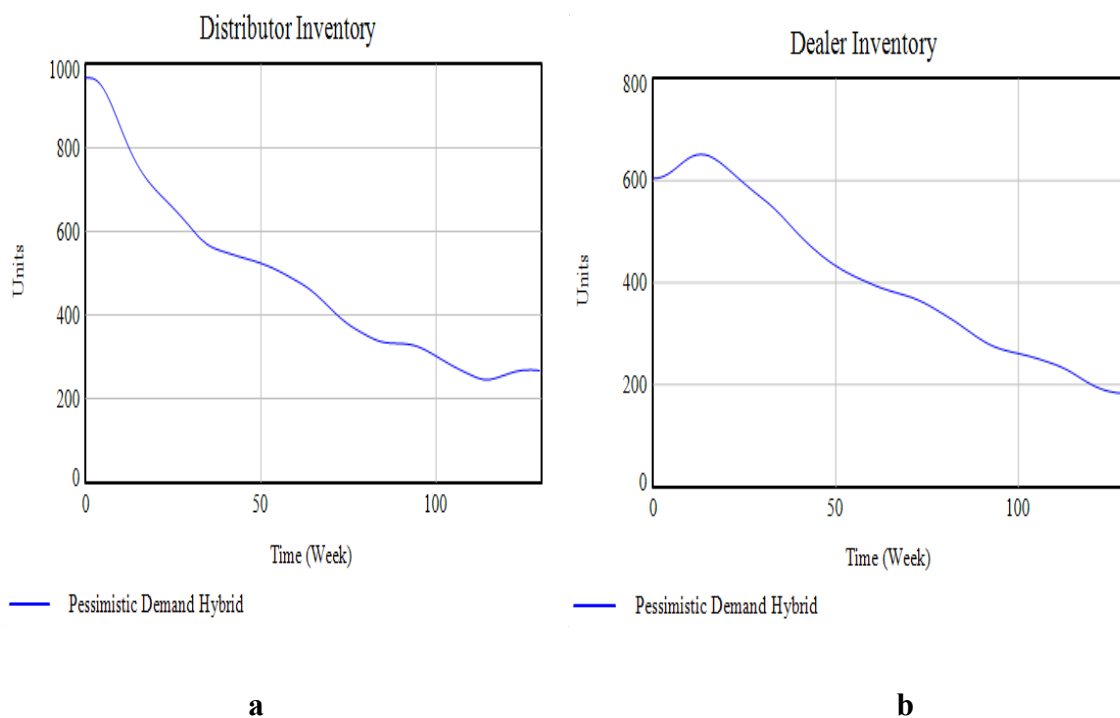 Distributor Inventory
1000
800
600
400
200
0
Units
0 50 100
Time (Week)
Pessimistic Demand Hybrid
a
Dealer Inventory
800
600
400
200
0
Units
0 50 100
Time (Week)
Pessimistic Demand Hybrid
b